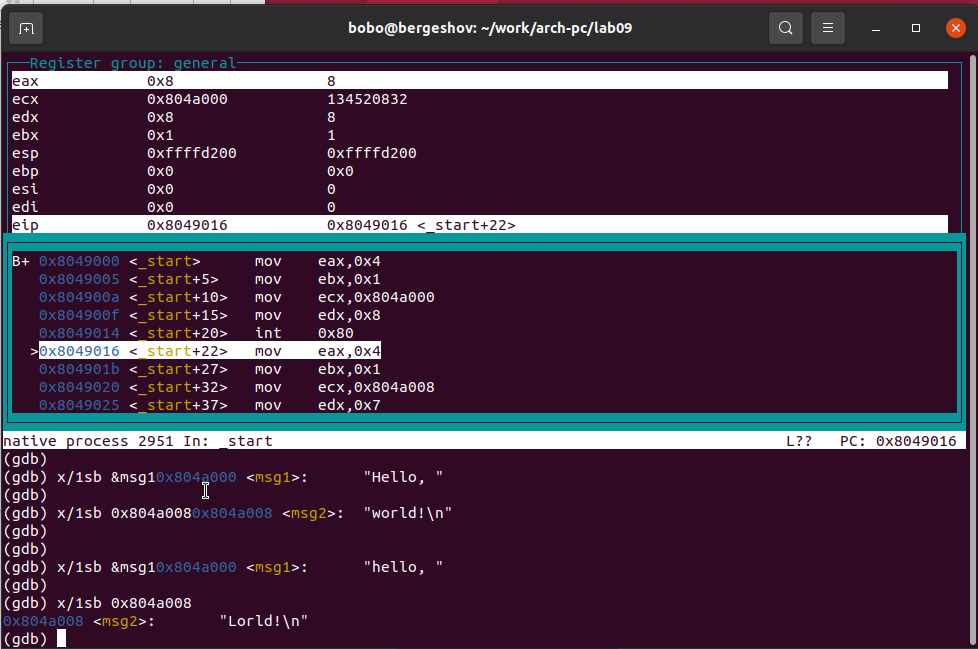 bobo@bergeshov: ~/work/arch-pc/lab09
Register group: general
eax 0x8 8
ecx 0x804a000 134520832
edx 0x8 8
ebx 0x1 1
esp 0xffffd200 0xffffd200
ebp 0x0 0x0
esi 0x0 0
edi 0x0 0
eip 0x8049016 0x8049016 <_start+22>
B+ 0x8049000 <_start> mov eax,0x4
0x8049005 <_start+5> mov ebx,0x1
0x804900a <_start+10> mov ecx,0x804a000
0x804900f <_start+15> mov edx,0x8
0x8049014 <_start+20> int 0x80
>0x8049016 <_start+22> mov eax,0x4
0x804901b <_start+27> mov ebx,0x1
0x8049020 <_start+32> mov ecx,0x804a008
0x8049025 <_start+37> mov edx,0x7
native process 2951 In: _start L?? PC: 0x8049016
(gdb)
(gdb) x/1sb &msg10x804a000 <msg1>: "Hello, "
(gdb)
(gdb) x/1sb 0x804a0080x804a008 <msg2>: "world!\n"
(gdb)
(gdb)
(gdb) x/1sb &msg10x804a000 <msg1>: "hello, "
(gdb)
(gdb) x/1sb 0x804a008
0x804a008 <msg2>: "Lorld!\n"
(gdb)